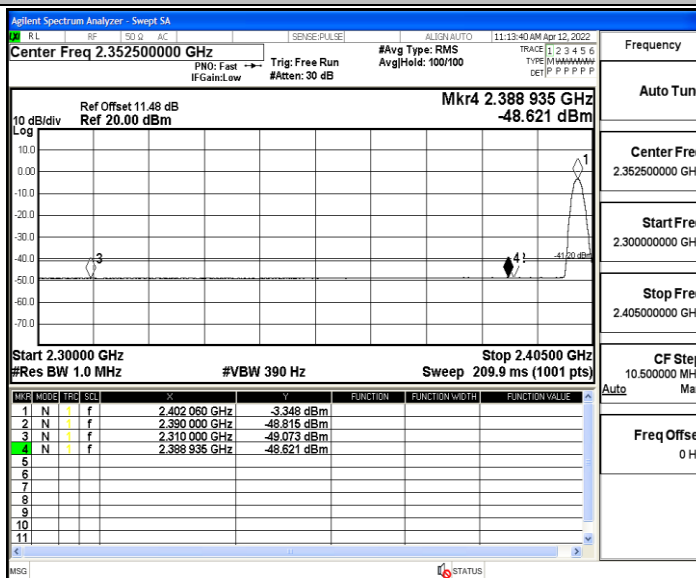 Agilent Spectrum Analyzer - Swept SA
RL RF 50 Ω AC SENSE:PULSE ALIGN AUTO 11:13:40 AM Apr 12, 2022
Center Freq 2.352500000 GHz
PNO: Fast
IFGain:Low
Trig: Free Run
#Atten: 30 dB
#Avg Type: RMS
Avg|Hold: 100/100
TRACE 1 2 3 4 5 6
TYPE M
DET P P P P P P
Frequency
Auto Tun
Center Fre
2.352500000 GH
Start Fre
2.300000000 GH
Stop Fre
2.405000000 GH
CF Step
10.500000 MH
Auto Ma
Freq Offse
0 H
Ref Offset 11.48 dB
10 dB/div Ref 20.00 dBm
Log
Mkr4 2.388 935 GHz
-48.621 dBm
10.0
0.00
-10.0
-20.0
-30.0
-40.0
-50.0
-60.0
-70.0
1
3
4
-41.20 dBm
Start 2.30000 GHz Stop 2.40500 GHz
#Res BW 1.0 MHz #VBW 390 Hz Sweep 209.9 ms (1001 pts)
MKR MODE TRC SCL X Y FUNCTION FUNCTION WIDTH FUNCTION VALUE
1 N 1 f 2.402 060 GHz -3.348 dBm
2 N 1 f 2.390 000 GHz -48.815 dBm
3 N 1 f 2.310 000 GHz -49.073 dBm
4 N 1 f 2.388 935 GHz -48.621 dBm
5
6
7
8
9
10
11
MSG STATUS